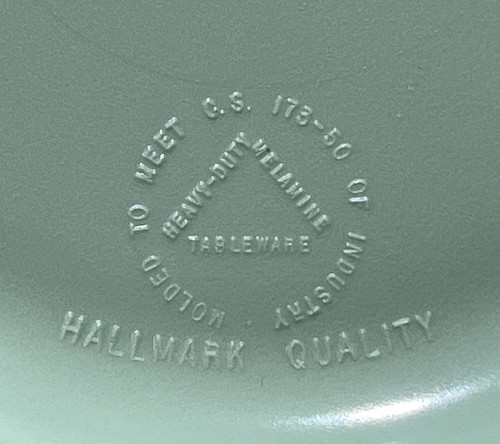 MOLDED TO MEET C.S. 173-50 OF INDUSTRY
HEAVY-DUTY MELAMINE
TABLEWARE
HALLMARK QUALITY